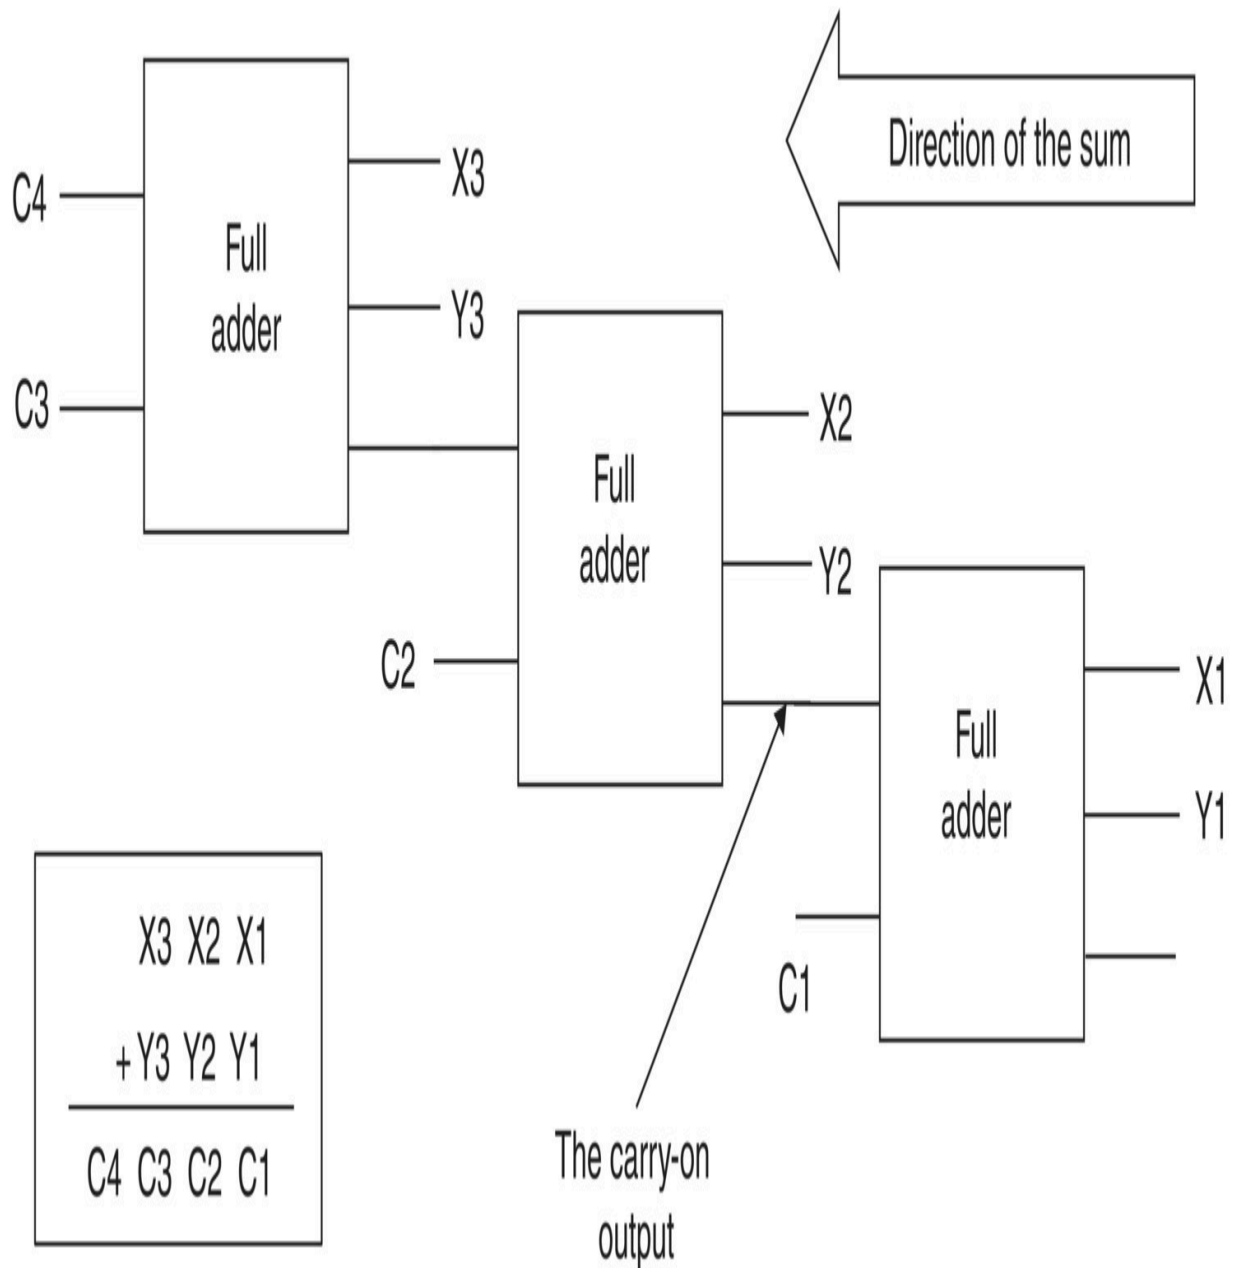 Direction of the sum
C4
X3
Full
adder
Y3
C3
X2
Full
adder
Y2
C2
X1
Full
adder
Y1
C1
X3 X2 X1
+Y3 Y2 Y1
C4 C3 C2 C1
The carry-on
output